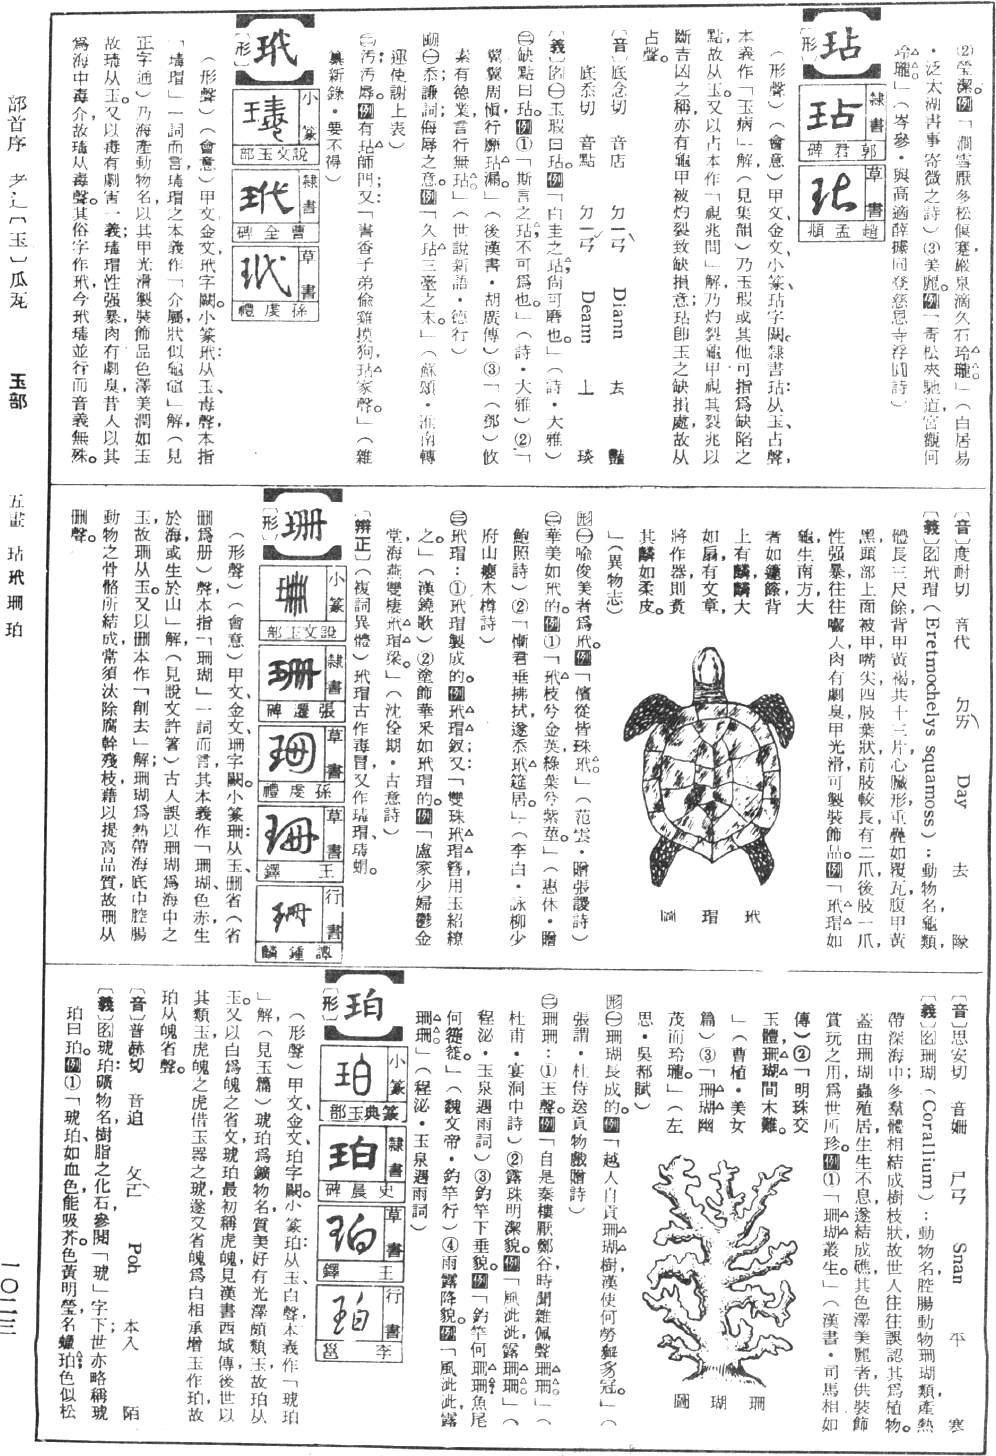 (2)瑩潔。例「澗雪厭多松偃蹇,巖泉滴久石玲瓏。」(白居易
・泛太湖書事寄微之詩)(3)美麗。例「靑松夾馳道,宮觀何
玲瓏。」(岑參・與高適薛據同登慈恩寺浮圖詩)
玷
〔形〕
隸書 玷 郭君碑
草書 玷 趙孟頫
(形聲)(會意)甲文、金文、小篆玷字闕。隸書玷:从玉、占聲,
本義作「玉病」解(見集韻)乃玉瑕或其他可指爲缺陷之
點,故从玉。又以占本作「視兆問」解,乃灼裂龜甲視其裂兆以
斷吉凶之稱,亦有龜甲被灼裂致缺損意;玷卽玉之缺損處,故从
占聲。
〔音〕底念切 音店 ㄉㄧㄢˋ Diann 去 豔
底忝切 音點 ㄉㄧㄢˇ Deann 上 琰
〔義〕名㊀玉瑕曰玷。例「白圭之玷,尙可磨也。」(詩・大雅)
㊁缺點曰玷。例①「斯言之玷,不可爲也。」(詩・大雅)②「
翼翼周愼,行靡玷漏。」(後漢書・胡廣傳)③「(鄧)攸
素有德業,言行無玷。」(世說新語・德行)
動㊀忝;謙詞;侮辱之意。例「久玷三臺之末。」(蘇頲・淮南轉
運使謝上表)
㊁汚;汚辱。例有玷師門;又「書香子弟偸雞摸狗,玷家聲。」(雜
纂新錄・要不得)
玳
〔形〕
小篆 說文玉部
隸書 玳 曹全碑
草書 玳 孫虔禮
(形聲)(會意)甲文、金文、玳字闕。小篆玳:从玉、毒聲,本指
「瑇瑁」一詞而言,瑇瑁之本義作「介屬,狀似龜黿」解(見
正字通)乃海產動物名,以其甲光滑製裝飾品色澤美潤如玉,
故瑇从玉。又以毒有劇害一義,瑇瑁性强暴,肉有劇臭,昔人以其
爲海中毒介,故瑇从毒聲。其俗字作玳,今玳瑇並行而音義無殊。
〔音〕度耐切 音代 ㄉㄞˋ Day 去 隊
〔義〕名玳瑁(Eretmochelys squamoss):動物名,龜類,
體長三尺餘,背甲黃褐,共十三片,心臟形,重疊如覆瓦,腹甲黃
黑,頭部上面被甲,嘴尖,四肢葉狀,前肢較長,有二爪,後肢一爪,
性强暴,往往嚙人,肉有劇臭,甲光滑,可製裝飾品。例「玳瑁如
龜,生南方,大
者如籧篨,背
上有鱗,鱗大
如扇,有文章,
將作器,則煑
其鱗如柔皮。
」(異物志)
玳瑁圖
形㊀喩俊美者爲玳。例「儐從皆珠玳。」(范雲・贈張謖詩)
㊁華美如玳的。例①「玳枝兮金英,綠葉兮紫莖。」(惠休・贈
鮑照詩)②「慚君垂拂拭,遂忝玳筵居。」(李白・詠柳少
府山癭木樽詩)
㊂玳瑁:①玳瑁製成的。例玳瑁釵;又「雙珠玳瑁簪,用玉紹繚
之。」(漢鐃歌)②塗飾華釆如玳瑁的。例「盧家少婦鬱金
堂,海燕雙棲玳瑁梁。」(沈佺期・古意詩)
〔辨正〕(複詞異體)玳瑁古作毒冒,又作瑇瑁、瑇蝐。
珊
〔形〕
小篆 說文玉部
隸書 珊 張遷碑
草書 珊 孫虔禮
草書 珊 王鐸
行書 珊 譚鍾麟
(形聲)(會意)甲文、金文、珊字闕。小篆珊:从玉、刪省(省
刪爲册)聲,本指「珊瑚」一詞而言,其本義作「珊瑚,色赤,生
於海,或生於山」解(見說文許箸)古人誤以珊瑚爲海中之
玉,故珊从玉。又以刪本作「削去」解;珊瑚爲熱帶海底中腔腸
動物之骨骼所結成,常須汰除腐幹殘枝,藉以提高品質,故珊从
刪聲。
〔音〕思安切 音姍 ㄕㄢ Snan 平 寒
〔義〕名珊瑚(Corallium):動物名,腔腸動物珊瑚類,產熱
帶深海中,多羣體相結成樹枝狀,故世人往往誤認其爲植物。
蓋由珊瑚蟲殖居生生不息,遂結成礁,其色澤美麗者,供裝飾
賞玩之用,爲世所珍。例①「珊瑚叢生。」(漢書・司馬相如
傳)②「明珠交
玉體,珊瑚間木難。
」(曹植・美女
篇)③「珊瑚幽
茂而玲瓏。」(左
思・吳都賦)
珊瑚圖
形㊀珊瑚長成的。例「越人自貢珊瑚樹,漢使何勞獬豸冠。」(
張謂・杜侍送貢物戲贈詩)
㊁珊珊:①玉聲。例「自是秦樓厭鄭谷,時聞雜佩聲珊珊。」(
杜甫・宴洞中詩)②露珠明潔貌。例「風泚泚,露珊珊。」(
程泌・玉泉遇雨詞)③釣竿下垂貌。例「釣竿何珊珊,魚尾
何簁簁。」(魏文帝・釣竿行)④雨露降貌。例「風泚泚,露
珊珊。」(程泌・玉泉遇雨詞)
珀
〔形〕
小篆 珀 篆典玉部
隸書 珀 史晨碑
草書 珀 王鐸
行書 珀 李邕
(形聲)甲文、金文、珀字闕。小篆珀:从玉、白聲,本義作「琥珀
」解(見玉篇)琥珀爲鑛物名,質美好有光澤頗類玉,故珀从
玉。又以白爲魄之省文,琥珀最初稱虎魄,見漢書西域傳,後世以
其類玉,虎魄之虎借玉器之琥,遂又省魄爲白,相承增玉作珀,故
珀从魄省聲。
〔音〕普赫切 音迫 ㄆㄛˋ Poh 本入 陌
〔義〕名琥珀:礦物名,樹脂之化石,參閱「琥」字下;世亦略稱琥
珀曰珀。例①「琥珀,如血色,能吸芥。色黃明瑩,名蠟珀;色似松
部首序 玄〔玉〕瓜瓦 玉部 五畫 玷玳珊珀 一〇二三